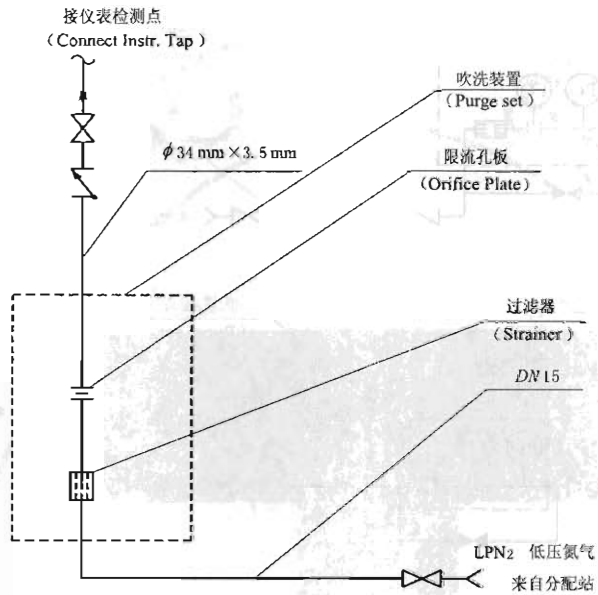 接仪表检测点
（Connect Instr. Tap）
吹洗装置
（Purge set）
ϕ34 mm×3.5 mm
限流孔板
（Orifice Plate）
过滤器
（Strainer）
DN 15
LPN₂ 低压氮气
来自分配站